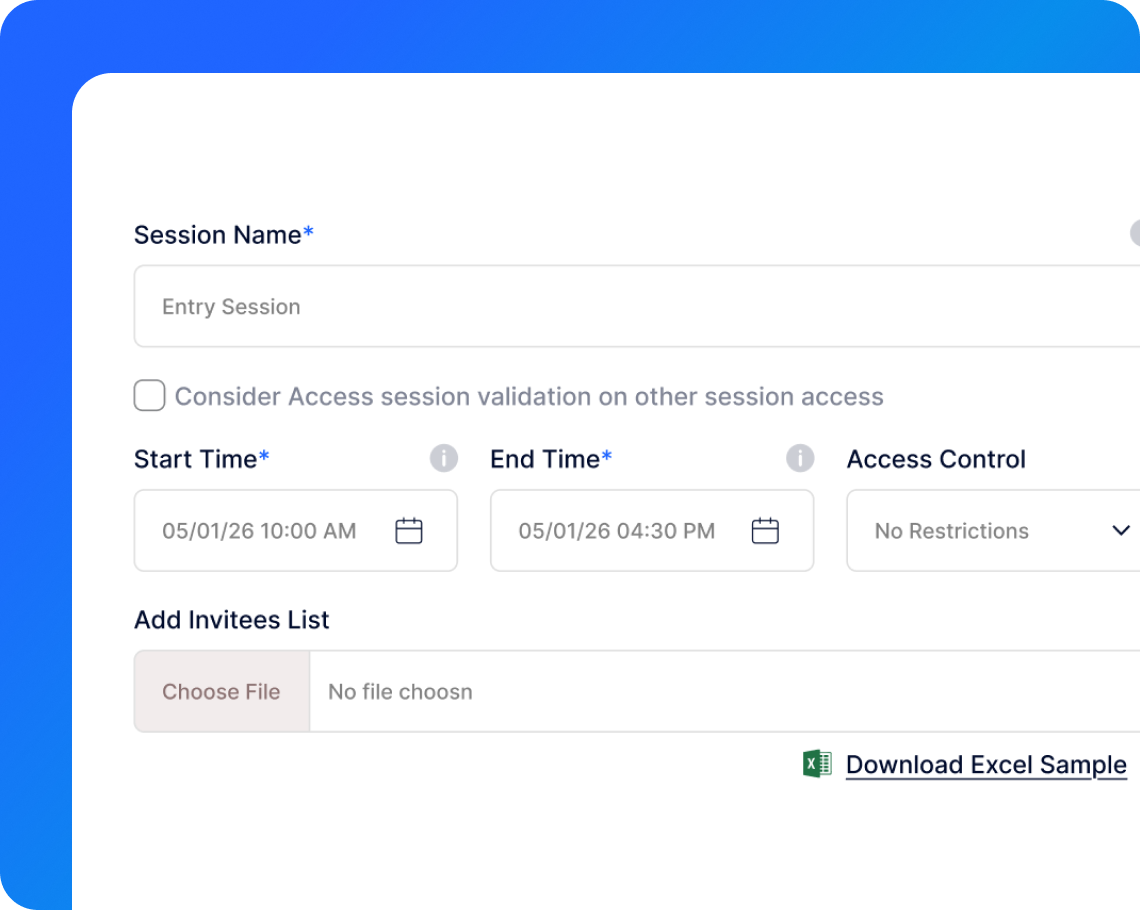 Session Name*
Entry Session
Consider Access session validation on other session access
Start Time* End Time* Access Control
05/01/26 10:00 AM 05/01/26 04:30 PM No Restrictions
Add Invitees List
Choose File No file choosn
Download Excel Sample